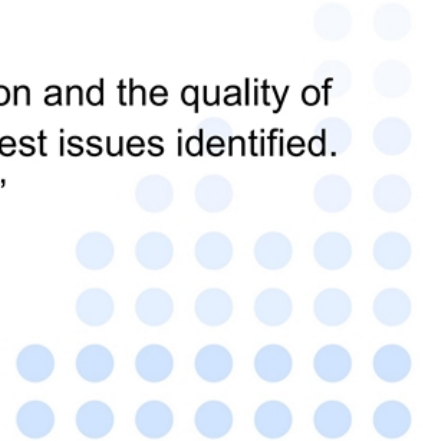 on and the quality of
est issues identified.
’